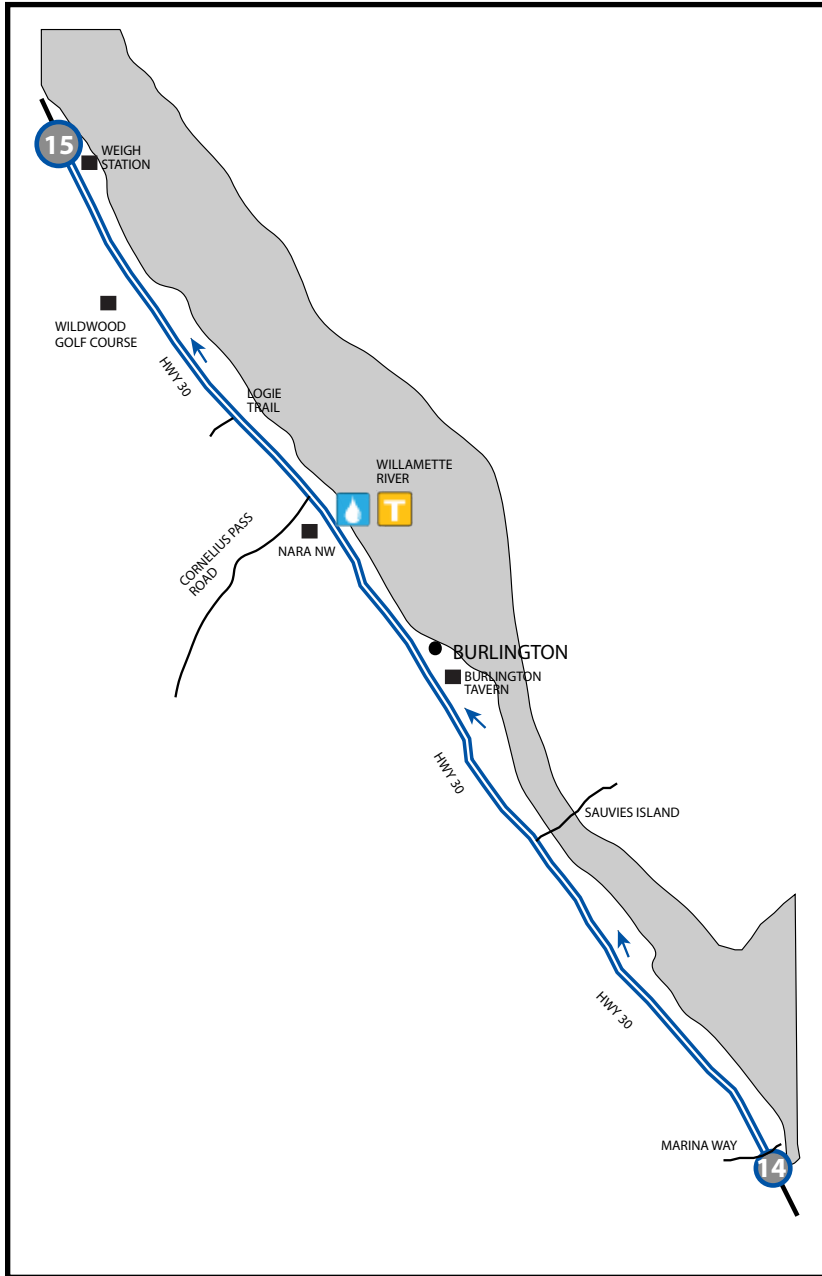 15
WEIGH
STATION
WILDWOOD
GOLF COURSE
HWY 30
LOGIE
TRAIL
WILLAMETTE
RIVER
T
CORNELIUS PASS
ROAD
NARA NW
BURLINGTON
BURLINGTON
TAVERN
HWY 30
SAUVIES ISLAND
HWY 30
MARINA WAY
14